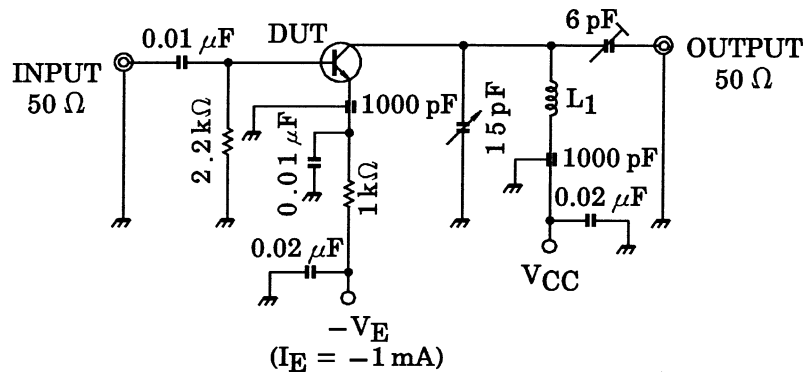 0.01 μF
DUT
6 pF
INPUT
50 Ω
OUTPUT
50 Ω
1000 pF
15 pF
L1
2.2 kΩ
0.01 μF
1 kΩ
1000 pF
0.02 μF
0.02 μF
VCC
−VE
(IE = −1 mA)